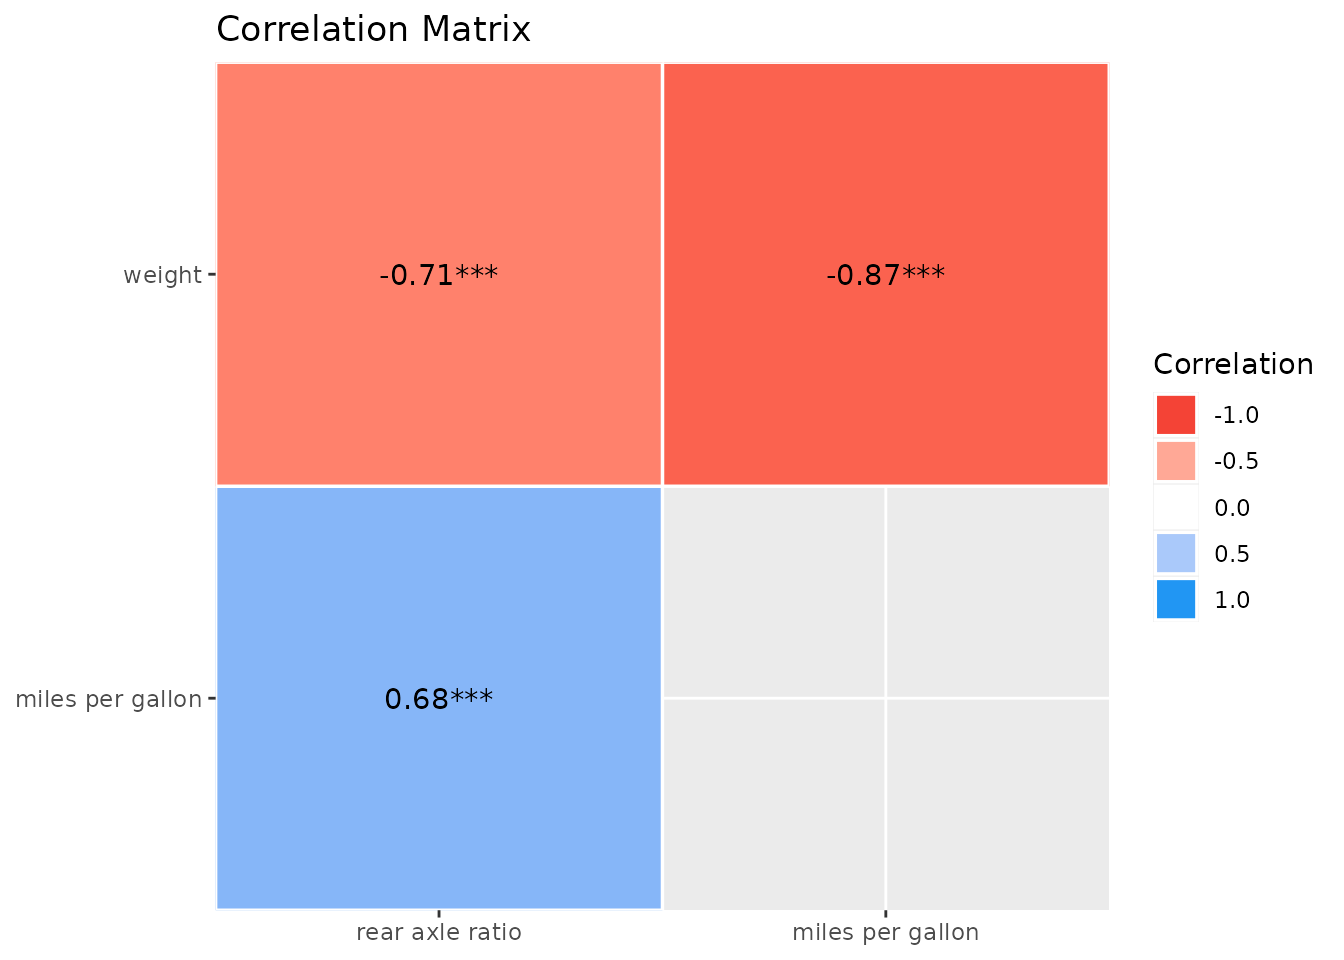 Correlation Matrix
weight
-0.71***
-0.87***
miles per gallon
0.68***
rear axle ratio
miles per gallon
Correlation
-1.0
-0.5
0.0
0.5
1.0